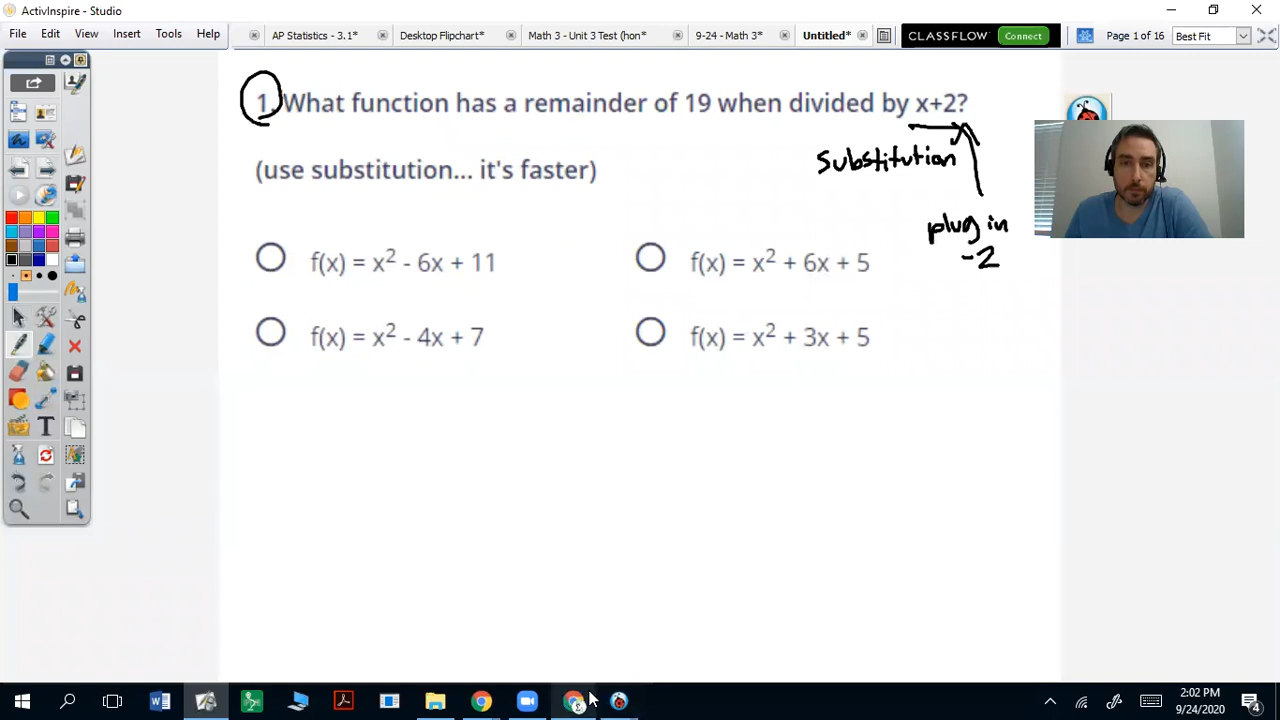 ActivInspire - Studio
File Edit View Insert Tools Help
AP Statistics - 3.1* Desktop Flipchart* Math 3 - Unit 3 Test (hon* 9-24 - Math 3* Untitled* CLASSFLOW Connect Page 1 of 16 Best Fit
1. What function has a remainder of 19 when divided by x+2?
Substitution
(use substitution... it's faster)
plug in
-2
f(x) = x² - 6x + 11 f(x) = x² + 6x + 5
f(x) = x² - 4x + 7 f(x) = x² + 3x + 5
2:02 PM
9/24/2020
4